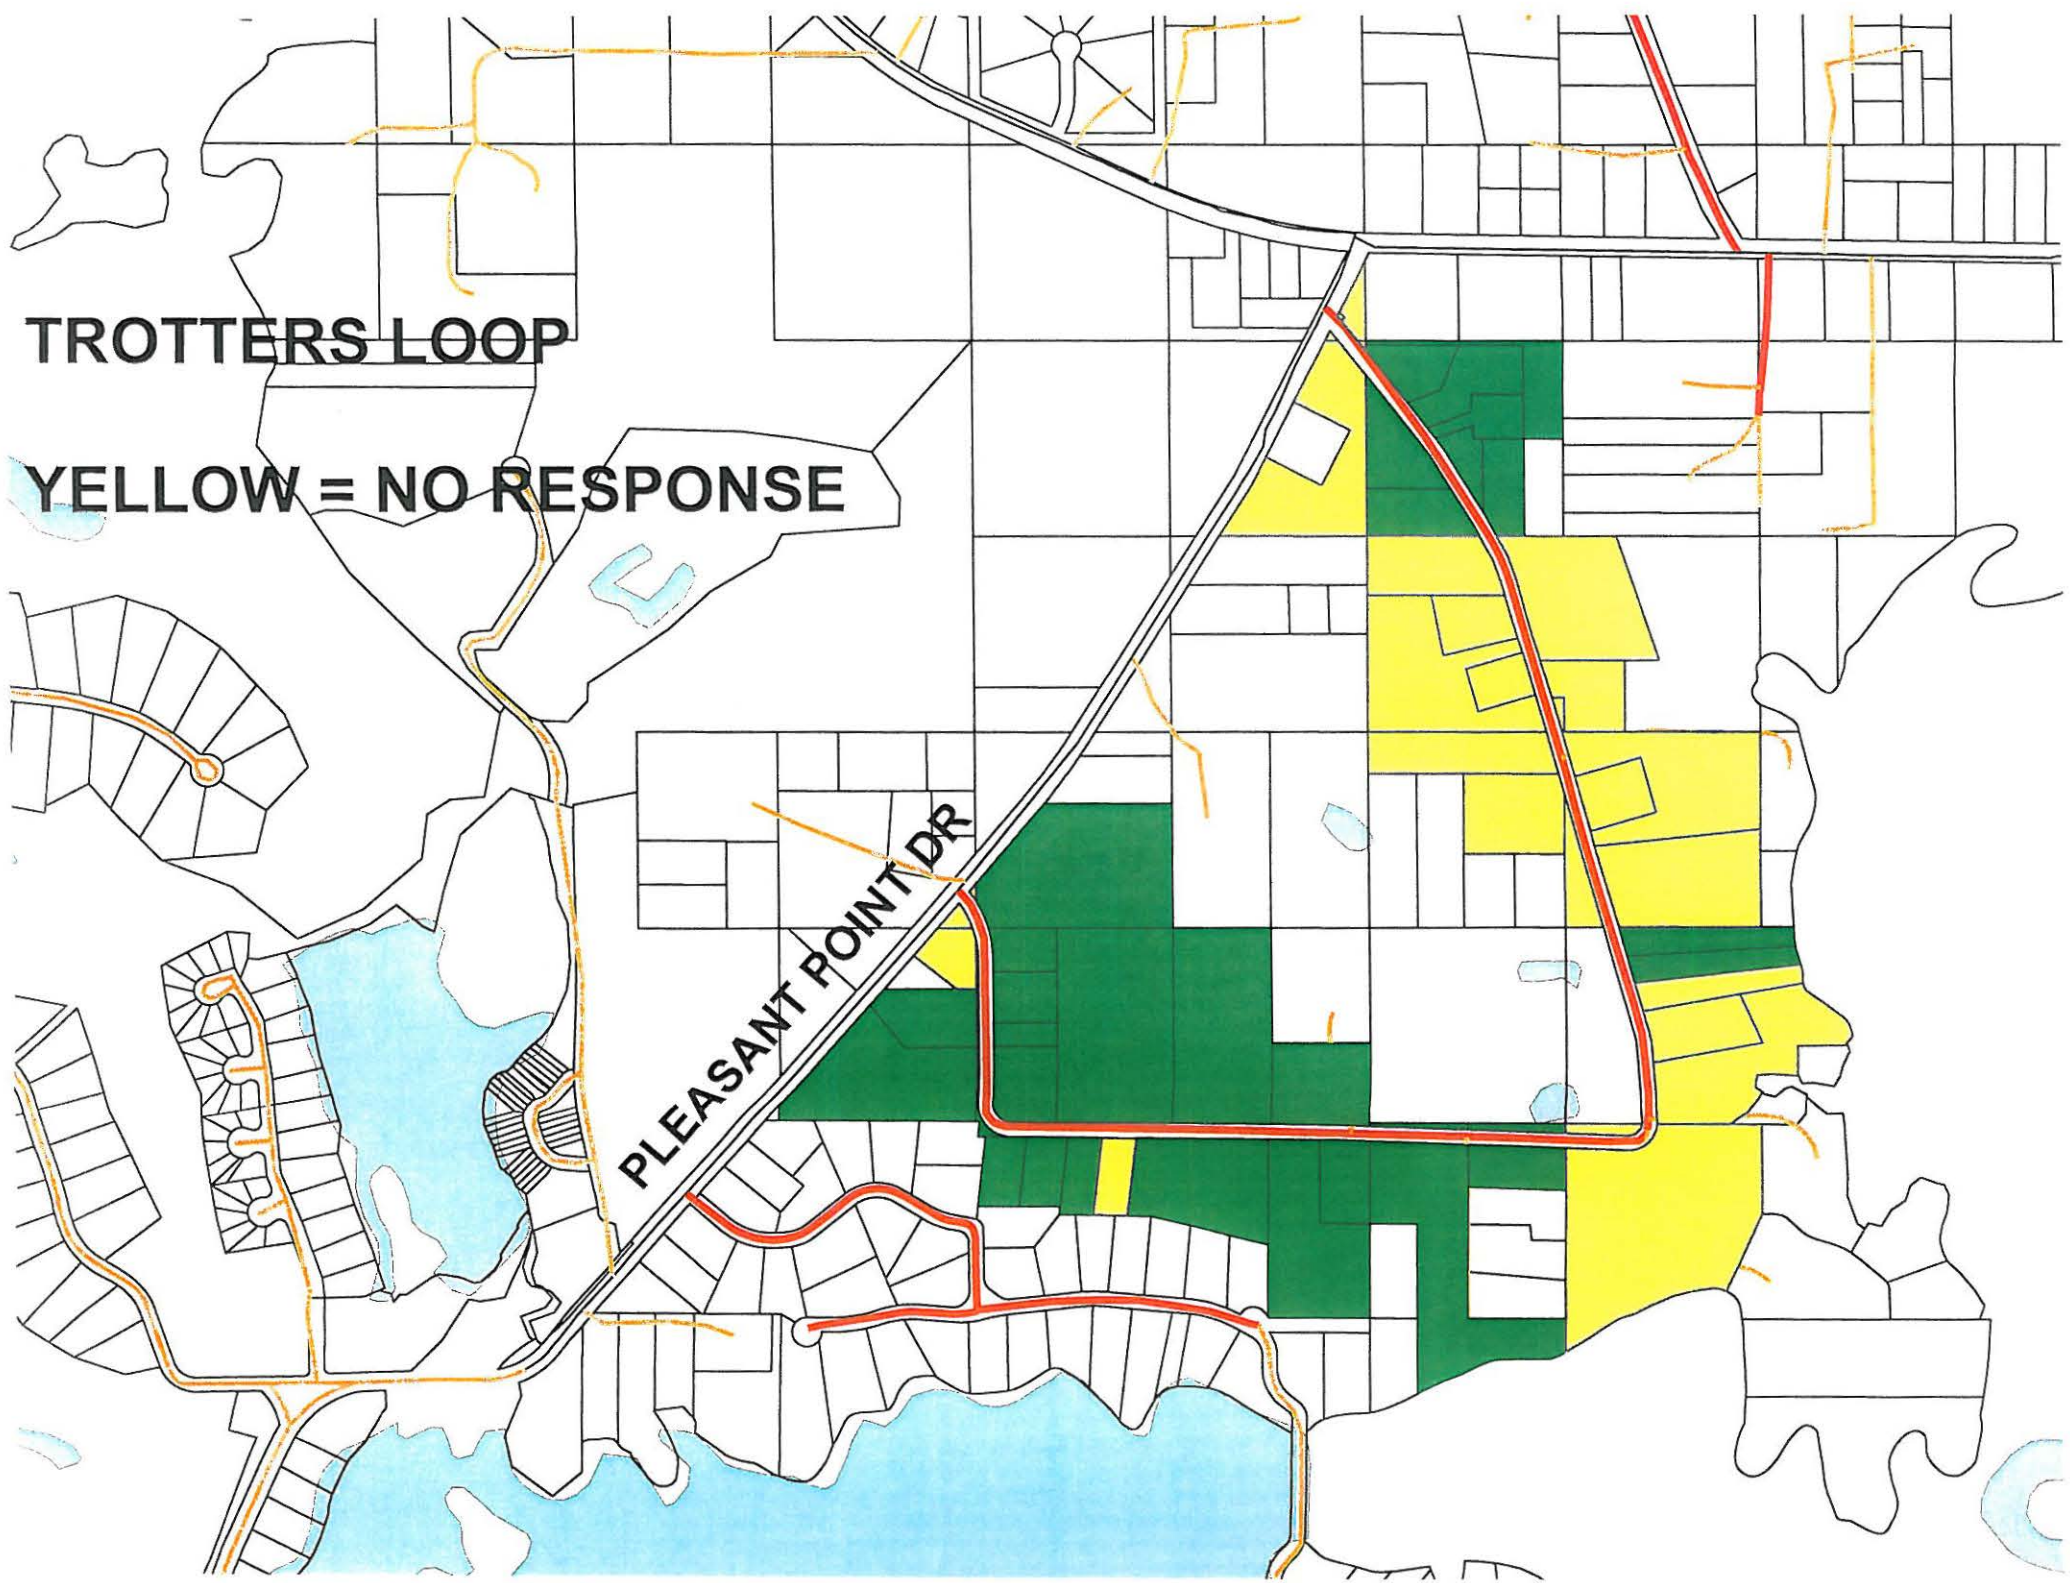 TROTTERS LOOP
YELLOW = NO RESPONSE
PLEASANT POINT DR